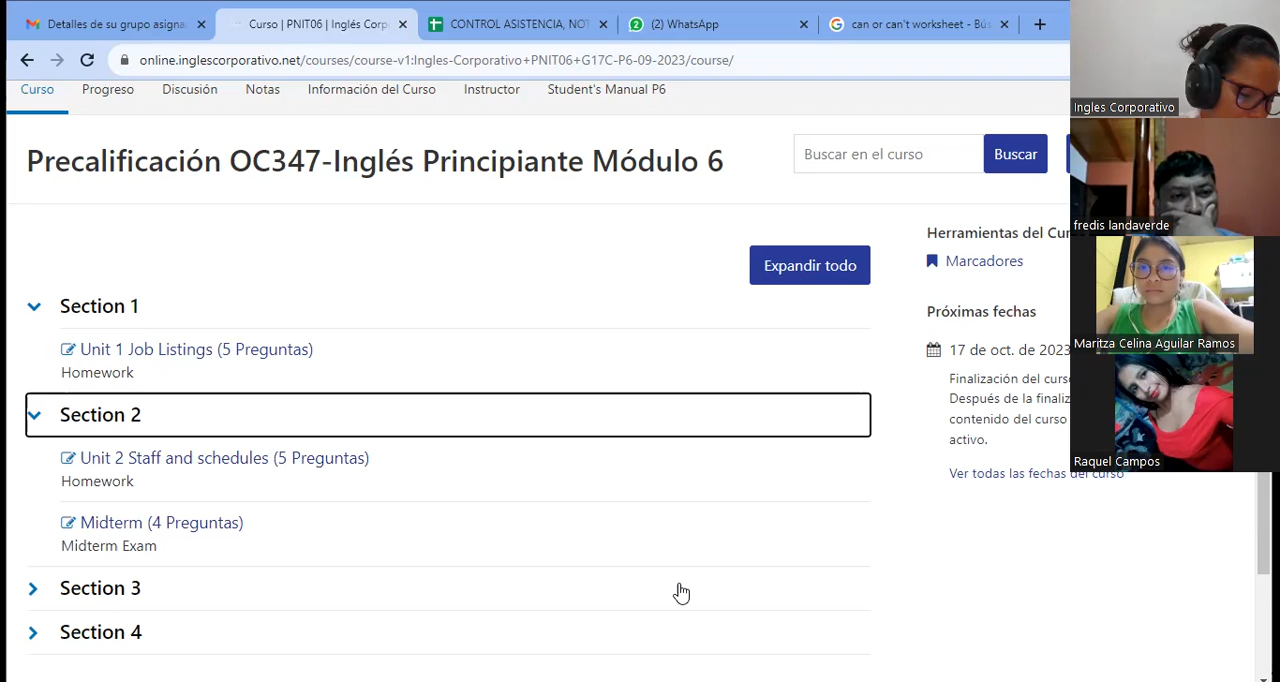 Detalles de su grupo asigna
Curso | PNIT06 | Inglés Corp
CONTROL ASISTENCIA, NOT
(2) WhatsApp
can or can't worksheet - Bús
online.inglescorporativo.net/courses/course-v1:Ingles-Corporativo+PNIT06+G17C-P6-09-2023/course/
Curso Progreso Discusión Notas Información del Curso Instructor Student's Manual P6
Precalificación OC347-Inglés Principiante Módulo 6
Buscar en el curso
Buscar
Expandir todo
Section 1
Unit 1 Job Listings (5 Preguntas)
Homework
Section 2
Unit 2 Staff and schedules (5 Preguntas)
Homework
Midterm (4 Preguntas)
Midterm Exam
Section 3
Section 4
Herramientas del Cur
Marcadores
Próximas fechas
17 de oct. de 2023
Finalización del curs
Después de la finaliz
contenido del curso
activo.
Ver todas las fechas del curso
Ingles Corporativo
fredis landaverde
Maritza Celina Aguilar Ramos
Raquel Campos